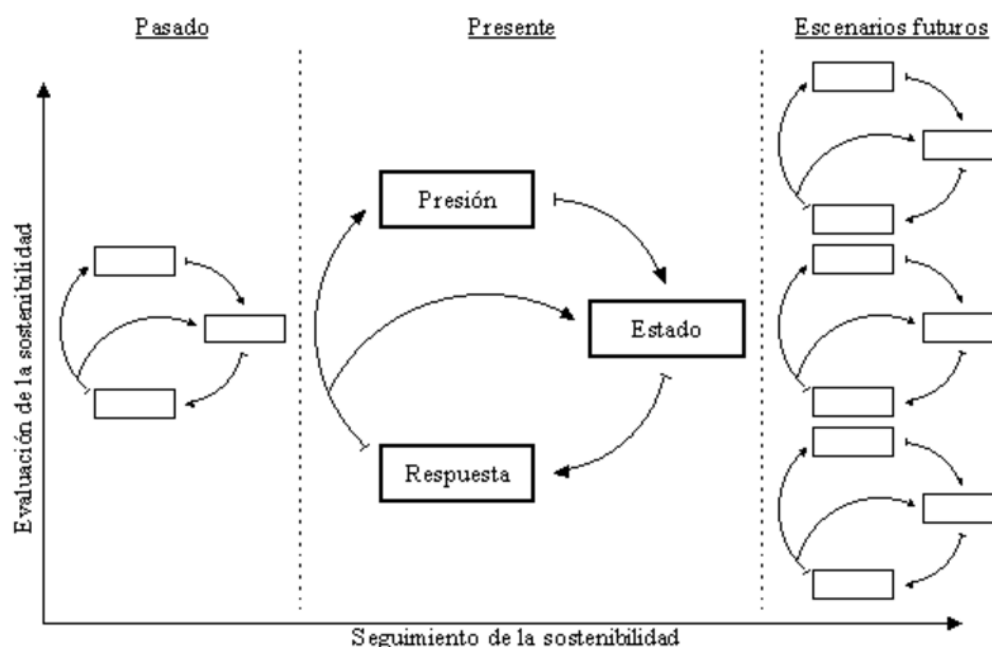 Pasado
Presente
Escenarios futuros
Evaluación de la sostenibilidad
Presión
Estado
Respuesta
Seguimiento de la sostenibilidad